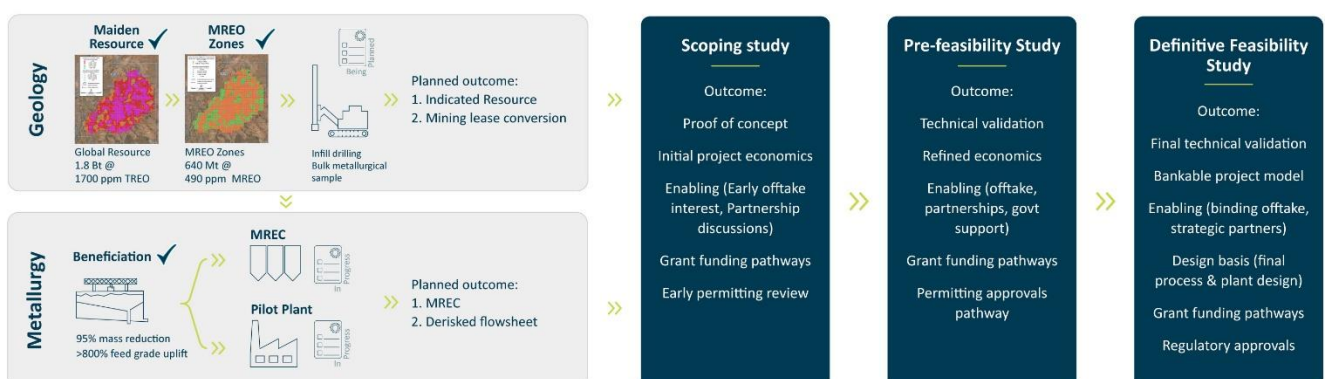 Geology
Maiden
Resource
Global Resource
1.8 Bt @
1700 ppm TREO
MREO
Zones
MREO Zones
640 Mt @
490 ppm MREO
Being Planned
Infill drilling
Bulk metallurgical
sample
Planned outcome:
1. Indicated Resource
2. Mining lease conversion
Metallurgy
Beneficiation
95% mass reduction
>800% feed grade uplift
MREC
In Progress
Pilot Plant
In Progress
Planned outcome:
1. MREC
2. Derisked flowsheet
Scoping study
Outcome:
Proof of concept
Initial project economics
Enabling (Early offtake
interest, Partnership
discussions)
Grant funding pathways
Early permitting review
Pre-feasibility Study
Outcome:
Technical validation
Refined economics
Enabling (offtake,
partnerships, govt
support)
Grant funding pathways
Permitting approvals
pathway
Definitive Feasibility
Study
Outcome:
Final technical validation
Bankable project model
Enabling (binding offtake,
strategic partners)
Design basis (final
process & plant design)
Grant funding pathways
Regulatory approvals